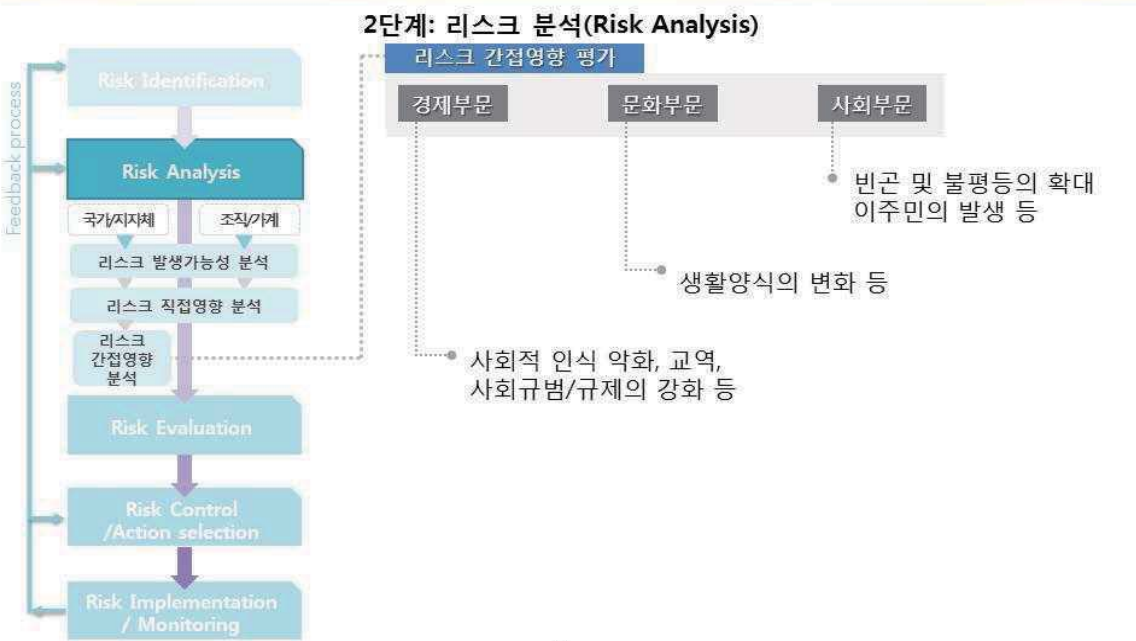 2단계: 리스크 분석(Risk Analysis)
Feedback process
Risk Identification
Risk Analysis
국가/지자체
조직/가계
리스크 발생가능성 분석
리스크 직접영향 분석
리스크
간접영향
분석
Risk Evaluation
Risk Control
/Action selection
Risk Implementation
/ Monitoring
리스크 간접영향 평가
경제부문
문화부문
사회부문
빈곤 및 불평등의 확대
이주민의 발생 등
생활양식의 변화 등
사회적 인식 악화, 교역,
사회규범/규제의 강화 등